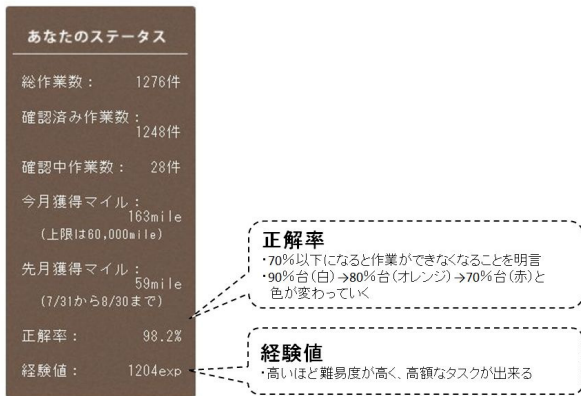 あなたのステータス
総作業数： 1276件
確認済み作業数：
1248件
確認中作業数： 28件
今月獲得マイル：
163mile
（上限は60,000mile）
先月獲得マイル：
59mile
（7/31から8/30まで）
正解率： 98.2%
経験値： 1204exp
正解率
・70％以下になると作業ができなくなることを明言
・90％台（白）→80％台（オレンジ）→70％台（赤）と
色が変わっていく
経験値
・高いほど難易度が高く、高額なタスクが出来る